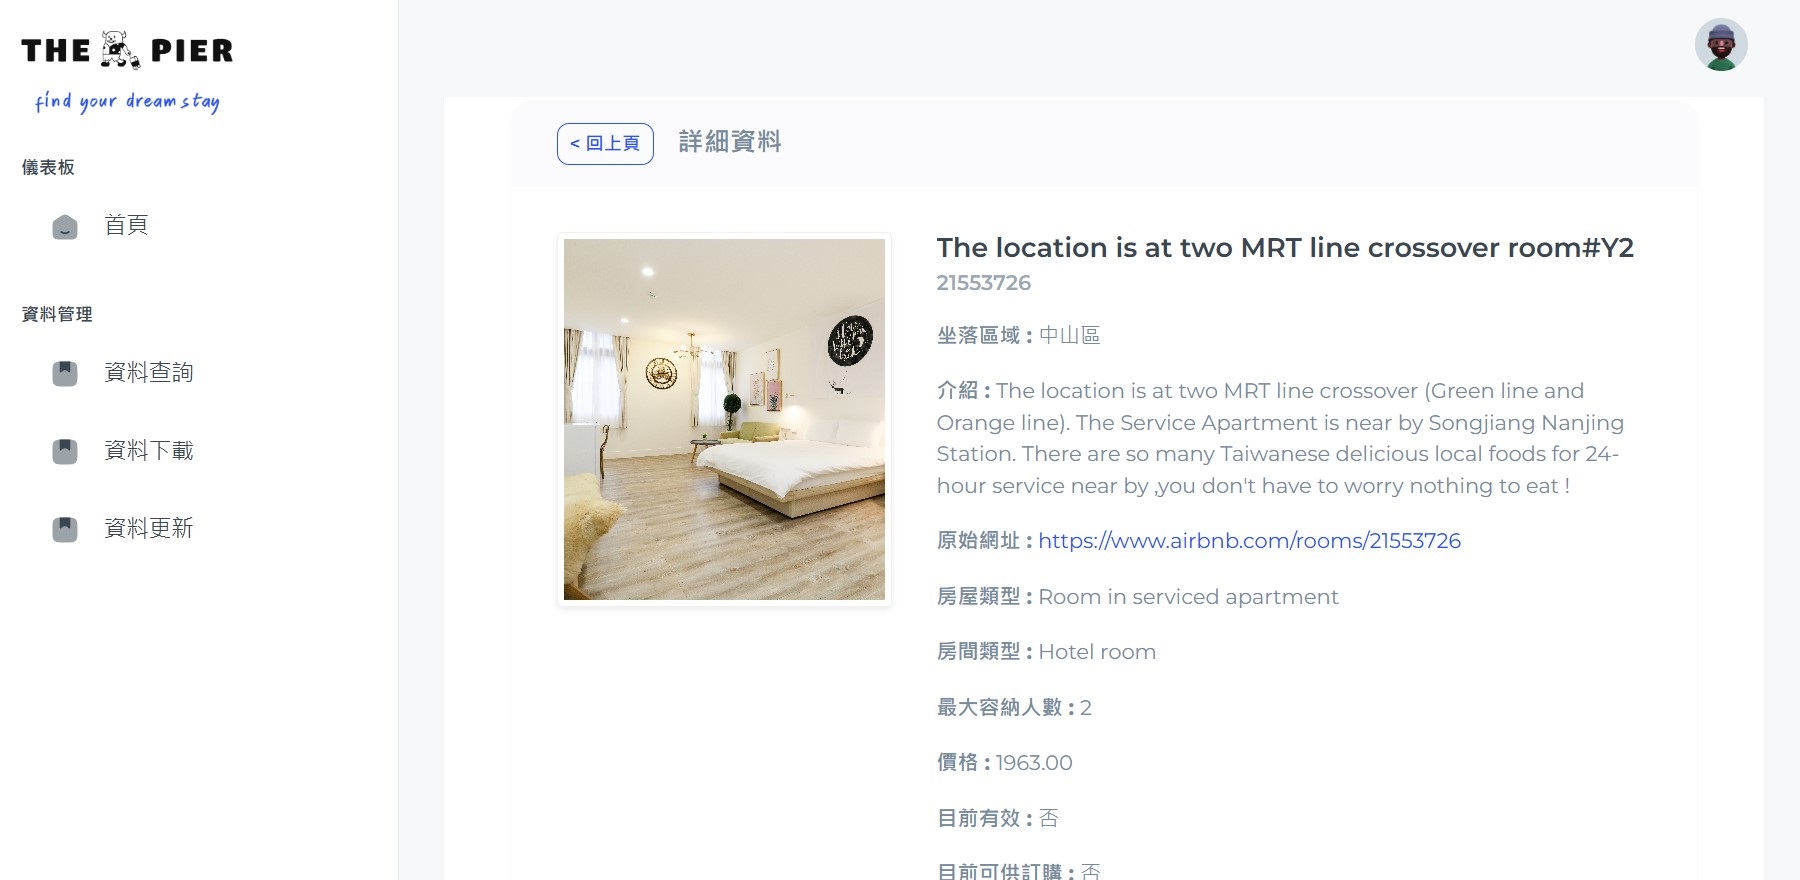 THE PIER
find your dream stay
儀表板
首頁
資料管理
資料查詢
資料下載
資料更新
< 回上頁
詳細資料
The location is at two MRT line crossover room#Y2
21553726
坐落區域 : 中山區
介紹 : The location is at two MRT line crossover (Green line and
Orange line). The Service Apartment is near by Songjiang Nanjing
Station. There are so many Taiwanese delicious local foods for 24-
hour service near by ,you don't have to worry nothing to eat !
原始網址 : https://www.airbnb.com/rooms/21553726
房屋類型 : Room in serviced apartment
房間類型 : Hotel room
最大容納人數 : 2
價格 : 1963.00
目前有效 : 否
目前可供訂購 : 否